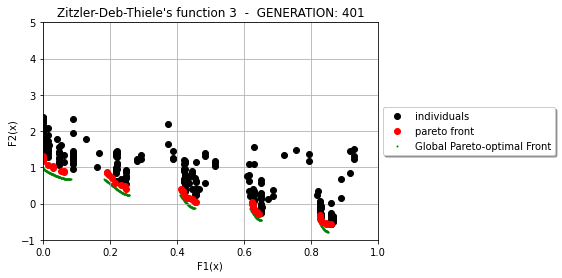 Zitzler-Deb-Thiele's function 3 - GENERATION: 401
5
4
3
2
1
0
-1
F2(x)
0.0 0.2 0.4 0.6 0.8 1.0
F1(x)
individuals
pareto front
Global Pareto-optimal Front